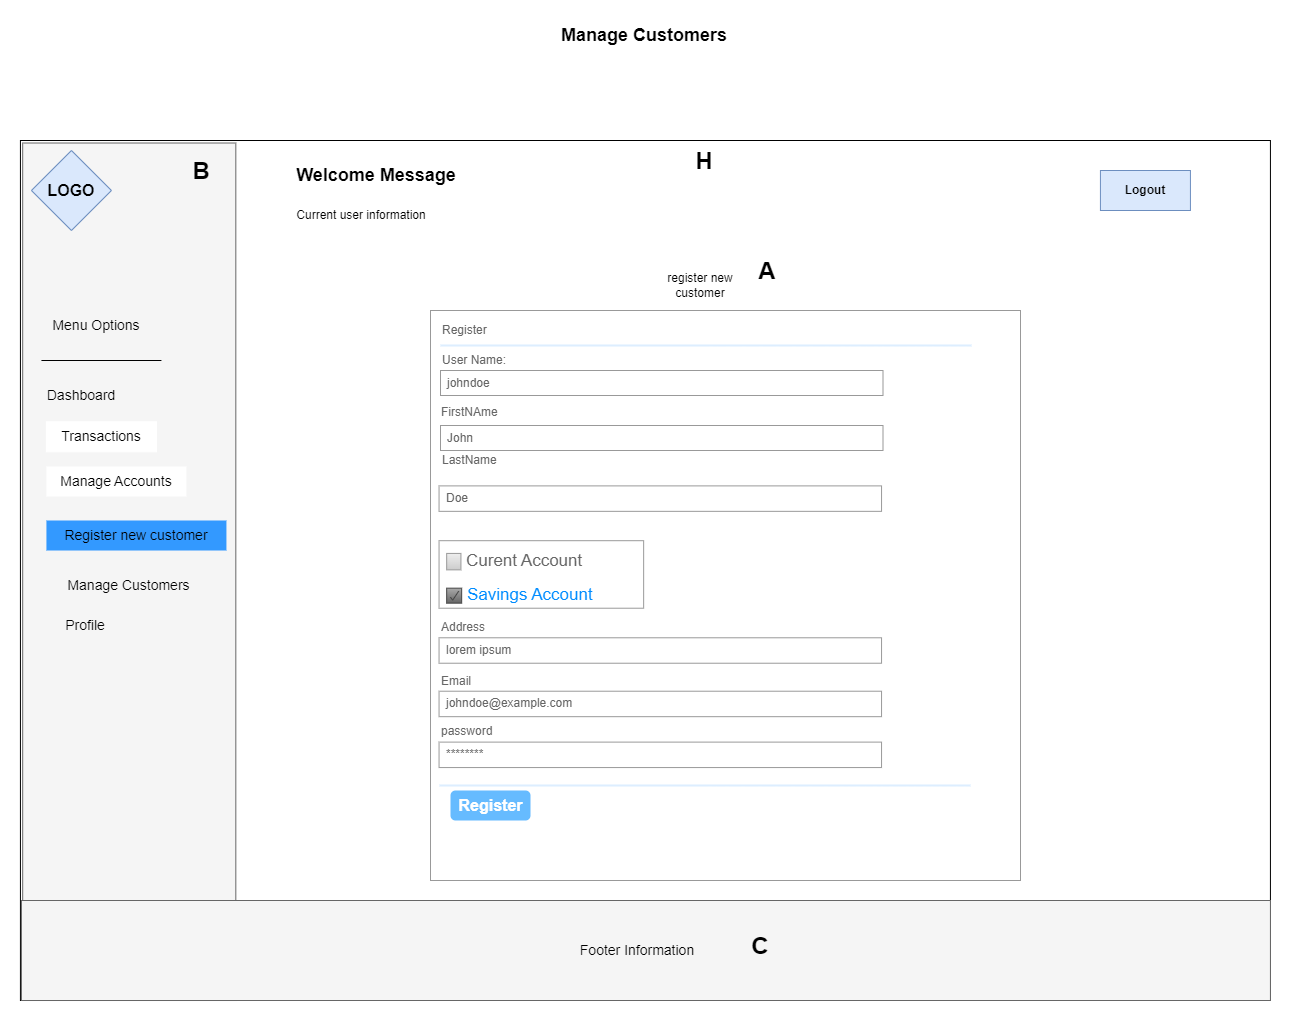 Manage Customers
LOGO
B
Welcome Message
H
Logout
Current user information
register new
customer
A
Menu Options
Dashboard
Transactions
Manage Accounts
Register new customer
Manage Customers
Profile
Register
User Name:
johndoe
FirstNAme
John
LastName
Doe
Curent Account
Savings Account
Address
lorem ipsum
Email
johndoe@example.com
password
********
Register
Footer Information
C